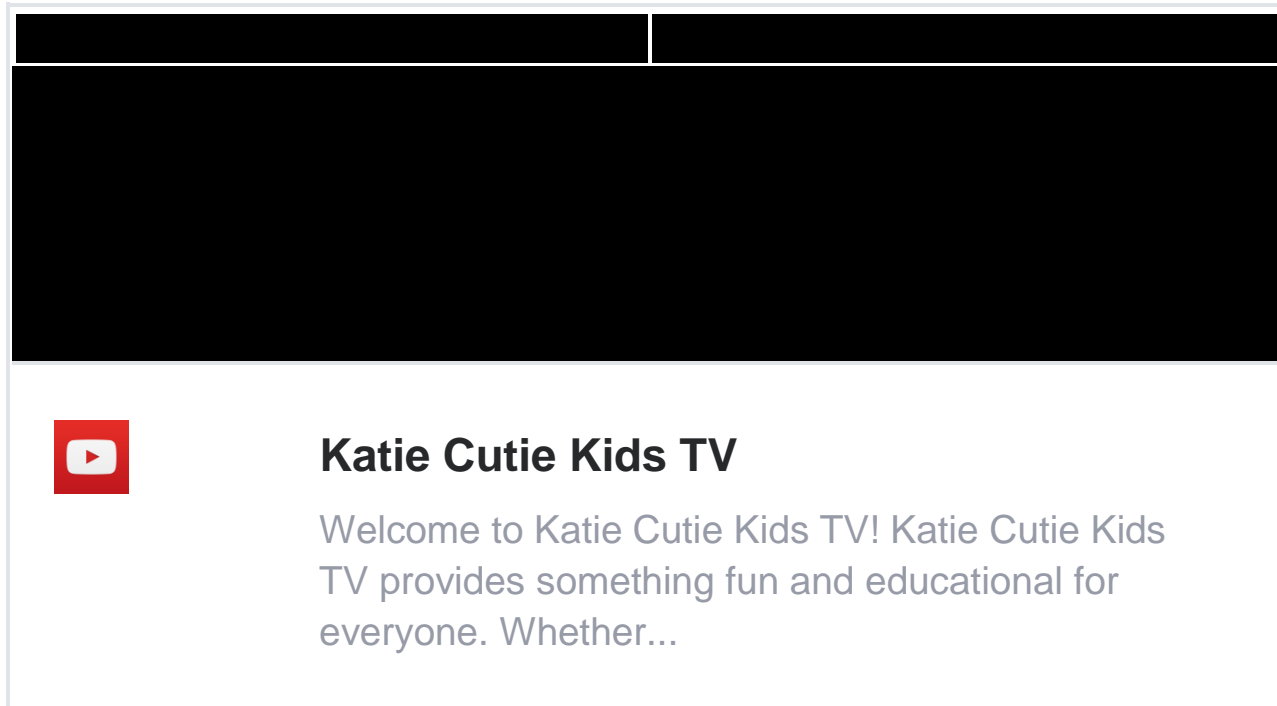 Katie Cutie Kids TV
Welcome to Katie Cutie Kids TV! Katie Cutie Kids
TV provides something fun and educational for
everyone. Whether...